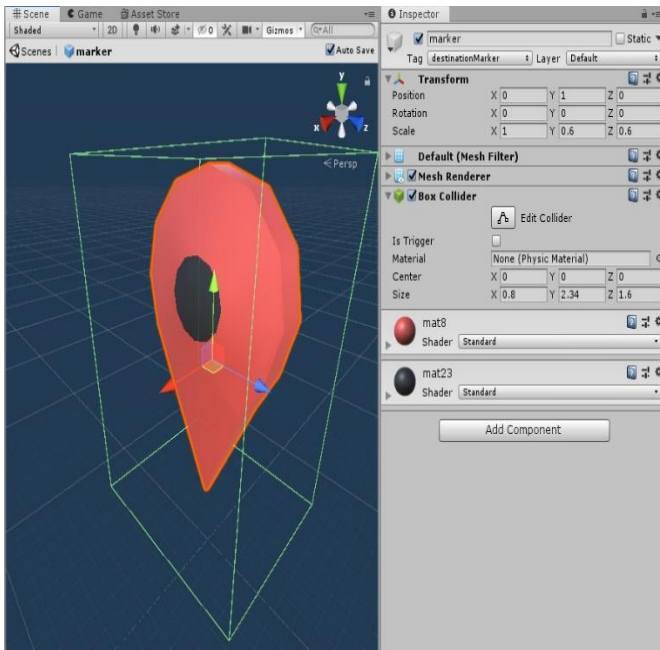 Scene Game Asset Store
Shaded 2D 0 Gizmos All
Scenes marker Auto Save
y
x z
Persp
Inspector
marker Static
Tag destinationMarker Layer Default
Transform
Position X 0 Y 1 Z 0
Rotation X 0 Y 0 Z 0
Scale X 1 Y 0.6 Z 0.6
Default (Mesh Filter)
Mesh Renderer
Box Collider
Edit Collider
Is Trigger
Material None (Physic Material)
Center X 0 Y 0 Z 0
Size X 0.8 Y 2.34 Z 1.6
mat8
Shader Standard
mat23
Shader Standard
Add Component